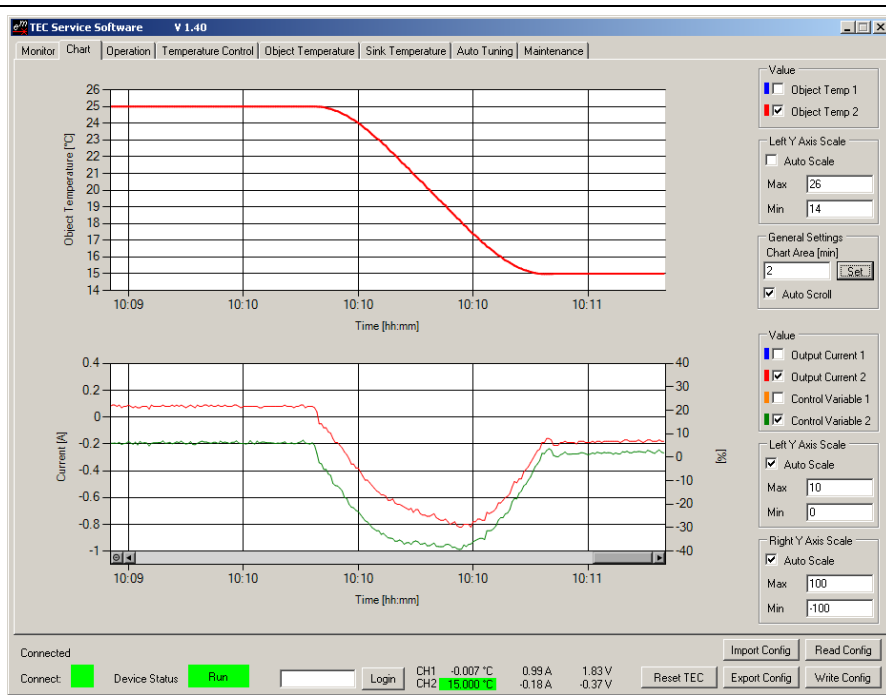 em TEC Service Software V 1.40
Monitor Chart Operation Temperature Control Object Temperature Sink Temperature Auto Tuning Maintenance
Value
Object Temp 1
Object Temp 2
Left Y Axis Scale
Auto Scale
Max 26
Min 14
General Settings
Chart Area [min]
2 Set
Auto Scroll
Object Temperature [°C]
26
25
24
23
22
21
20
19
18
17
16
15
14
10:09 10:10 10:10 10:10 10:11
Time [hh:mm]
Value
Output Current 1
Output Current 2
Control Variable 1
Control Variable 2
Left Y Axis Scale
Auto Scale
Max 10
Min 0
Right Y Axis Scale
Auto Scale
Max 100
Min -100
Current [A]
0.4
0.2
0
-0.2
-0.4
-0.6
-0.8
-1
40
30
20
10
0
-10
-20
-30
-40
[%]
10:09 10:10 10:10 10:10 10:11
Time [hh:mm]
Connected
Connect: Device Status Run Login
CH1 -0.007 °C 0.99 A 1.83 V
CH2 15.000 °C -0.18 A -0.37 V
Reset TEC
Import Config Read Config
Export Config Write Config